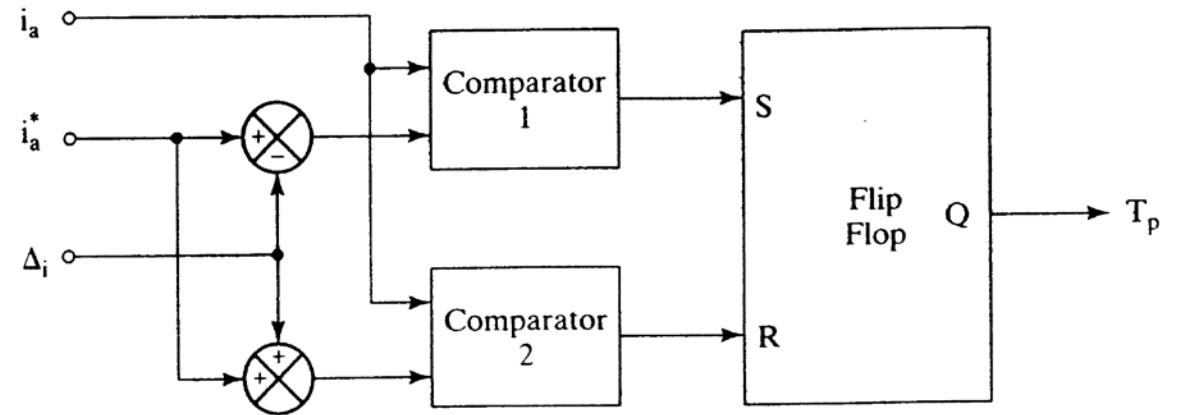 i_a
i_a^*
Δ_i
+
−
+
+
Comparator
1
Comparator
2
S
R
Flip
Flop
Q
T_p